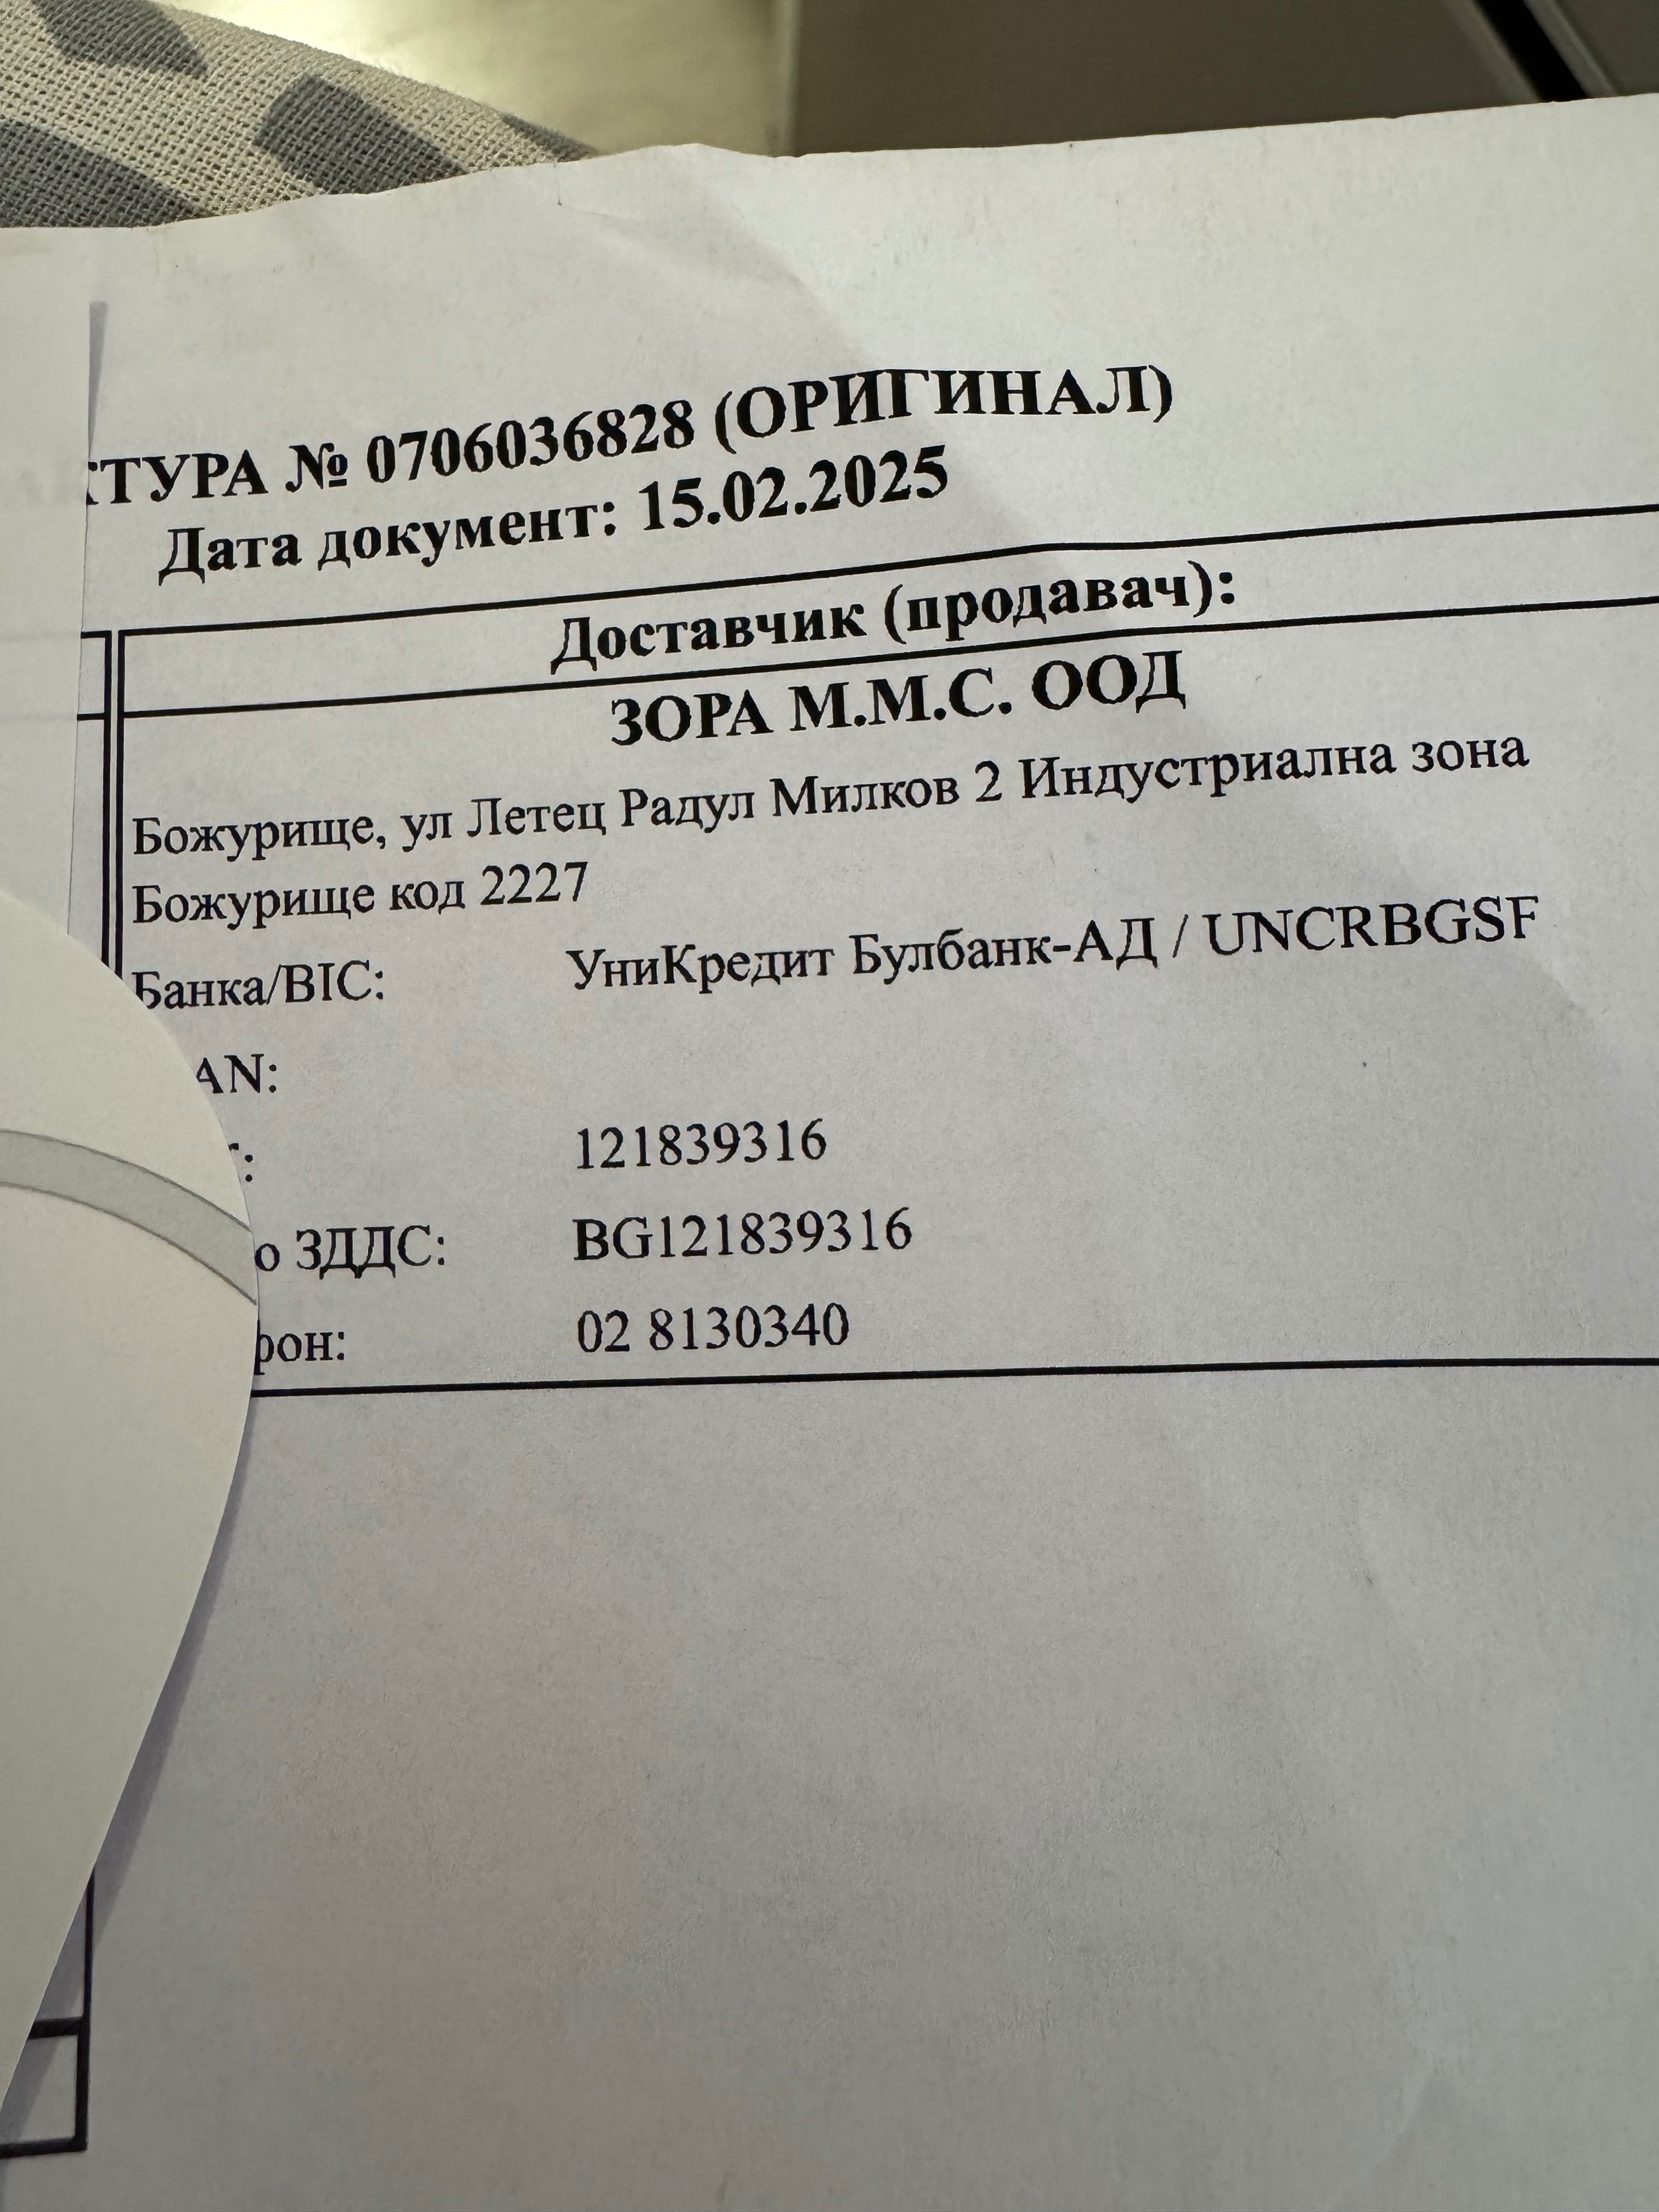 КТУРА № 0706036828 (ОРИГИНАЛ)
Дата документ: 15.02.2025
Доставчик (продавач):
ЗОРА М.М.С. ООД
Божурище, ул Летец Радул Милков 2 Индустриална зона
Божурище код 2227
Банка/BIC: УниКредит Булбанк-АД / UNCRBGSF
AN:
121839316
о ЗДДС: BG121839316
фон: 02 8130340